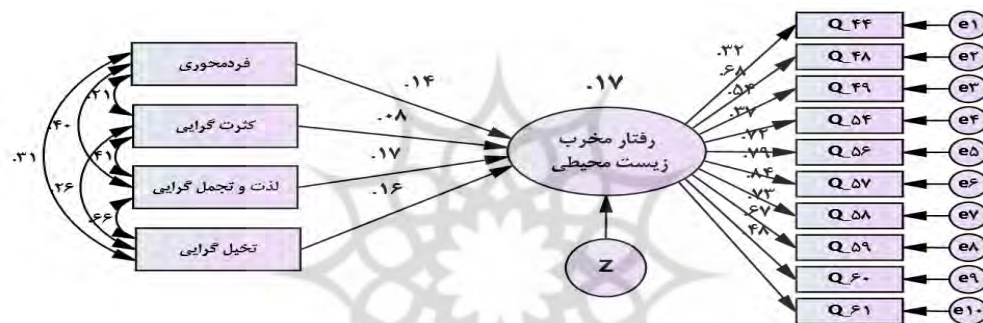 فردمحوری
کثرت گرایی
لذت و تجمل گرایی
تخیل گرایی
.۲۱
.۴۰
.۳۱
.۴۱
.۲۶
.۶۶
.۱۴
.۰۸
.۱۷
.۱۶
.۱۷
رفتار مخرب
زیست محیطی
Z
.۳۲
.۶۸
.۵۴
.۳۷
.۷۲
.۷۹
.۸۴
.۷۳
.۶۷
.۴۸
Q_۴۴ e۱
Q_۴۸ e۲
Q_۴۹ e۳
Q_۵۴ e۴
Q_۵۶ e۵
Q_۵۷ e۶
Q_۵۸ e۷
Q_۵۹ e۸
Q_۶۰ e۹
Q_۶۱ e۱۰